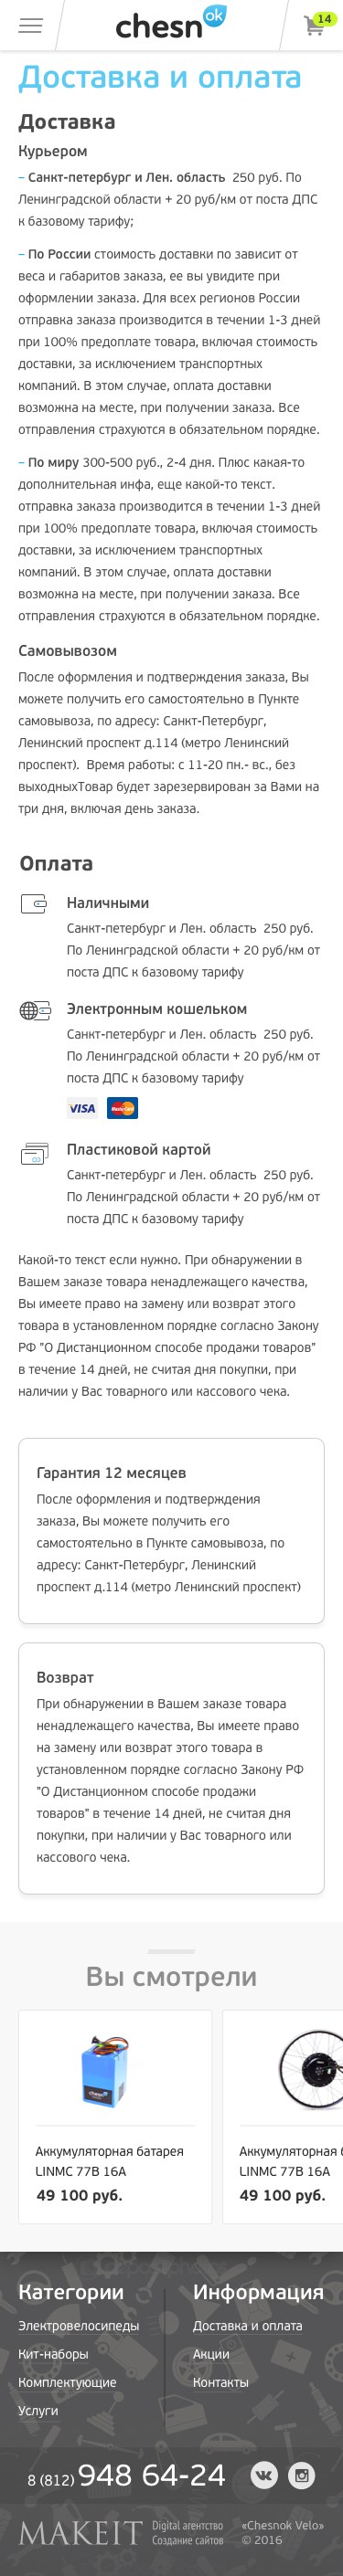 chesn ok
14
Доставка и оплата
Доставка
Курьером
– Санкт-петербург и Лен. область  250 руб. По
Ленинградской области + 20 руб/км от поста ДПС
к базовому тарифу;
– По России стоимость доставки по зависит от
веса и габаритов заказа, ее вы увидите при
оформлении заказа. Для всех регионов России
отправка заказа производится в течении 1-3 дней
при 100% предоплате товара, включая стоимость
доставки, за исключением транспортных
компаний. В этом случае, оплата доставки
возможна на месте, при получении заказа. Все
отправления страхуются в обязательном порядке.
– По миру 300-500 руб., 2-4 дня. Плюс какая-то
дополнительная инфа, еще какой-то текст.
отправка заказа производится в течении 1-3 дней
при 100% предоплате товара, включая стоимость
доставки, за исключением транспортных
компаний. В этом случае, оплата доставки
возможна на месте, при получении заказа. Все
отправления страхуются в обязательном порядке.
Самовывозом
После оформления и подтверждения заказа, Вы
можете получить его самостоятельно в Пункте
самовывоза, по адресу: Санкт-Петербург,
Ленинский проспект д.114 (метро Ленинский
проспект).  Время работы: с 11-20 пн.- вс., без
выходныхТовар будет зарезервирован за Вами на
три дня, включая день заказа.
Оплата
Наличными
Санкт-петербург и Лен. область  250 руб.
По Ленинградской области + 20 руб/км от
поста ДПС к базовому тарифу
Электронным кошельком
Санкт-петербург и Лен. область  250 руб.
По Ленинградской области + 20 руб/км от
поста ДПС к базовому тарифу
VISA MasterCard
Пластиковой картой
Санкт-петербург и Лен. область  250 руб.
По Ленинградской области + 20 руб/км от
поста ДПС к базовому тарифу
Какой-то текст если нужно. При обнаружении в
Вашем заказе товара ненадлежащего качества,
Вы имеете право на замену или возврат этого
товара в установленном порядке согласно Закону
РФ "О Дистанционном способе продажи товаров"
в течение 14 дней, не считая дня покупки, при
наличии у Вас товарного или кассового чека.
Гарантия 12 месяцев
После оформления и подтверждения
заказа, Вы можете получить его
самостоятельно в Пункте самовывоза, по
адресу: Санкт-Петербург, Ленинский
проспект д.114 (метро Ленинский проспект)
Возврат
При обнаружении в Вашем заказе товара
ненадлежащего качества, Вы имеете право
на замену или возврат этого товара в
установленном порядке согласно Закону РФ
"О Дистанционном способе продажи
товаров" в течение 14 дней, не считая дня
покупки, при наличии у Вас товарного или
кассового чека.
Вы смотрели
chesn
Аккумуляторная батарея
LINMC 77В 16А
49 100 руб.
Аккумуляторная б
LINMC 77В 16А
49 100 руб.
Категории
Электровелосипеды
Кит-наборы
Комплектующие
Услуги
Информация
Доставка и оплата
Акции
Контакты
8 (812) 948 64-24
MAKEIT
Digital агентство
Создание сайтов
«Chesnok Velo»
© 2016